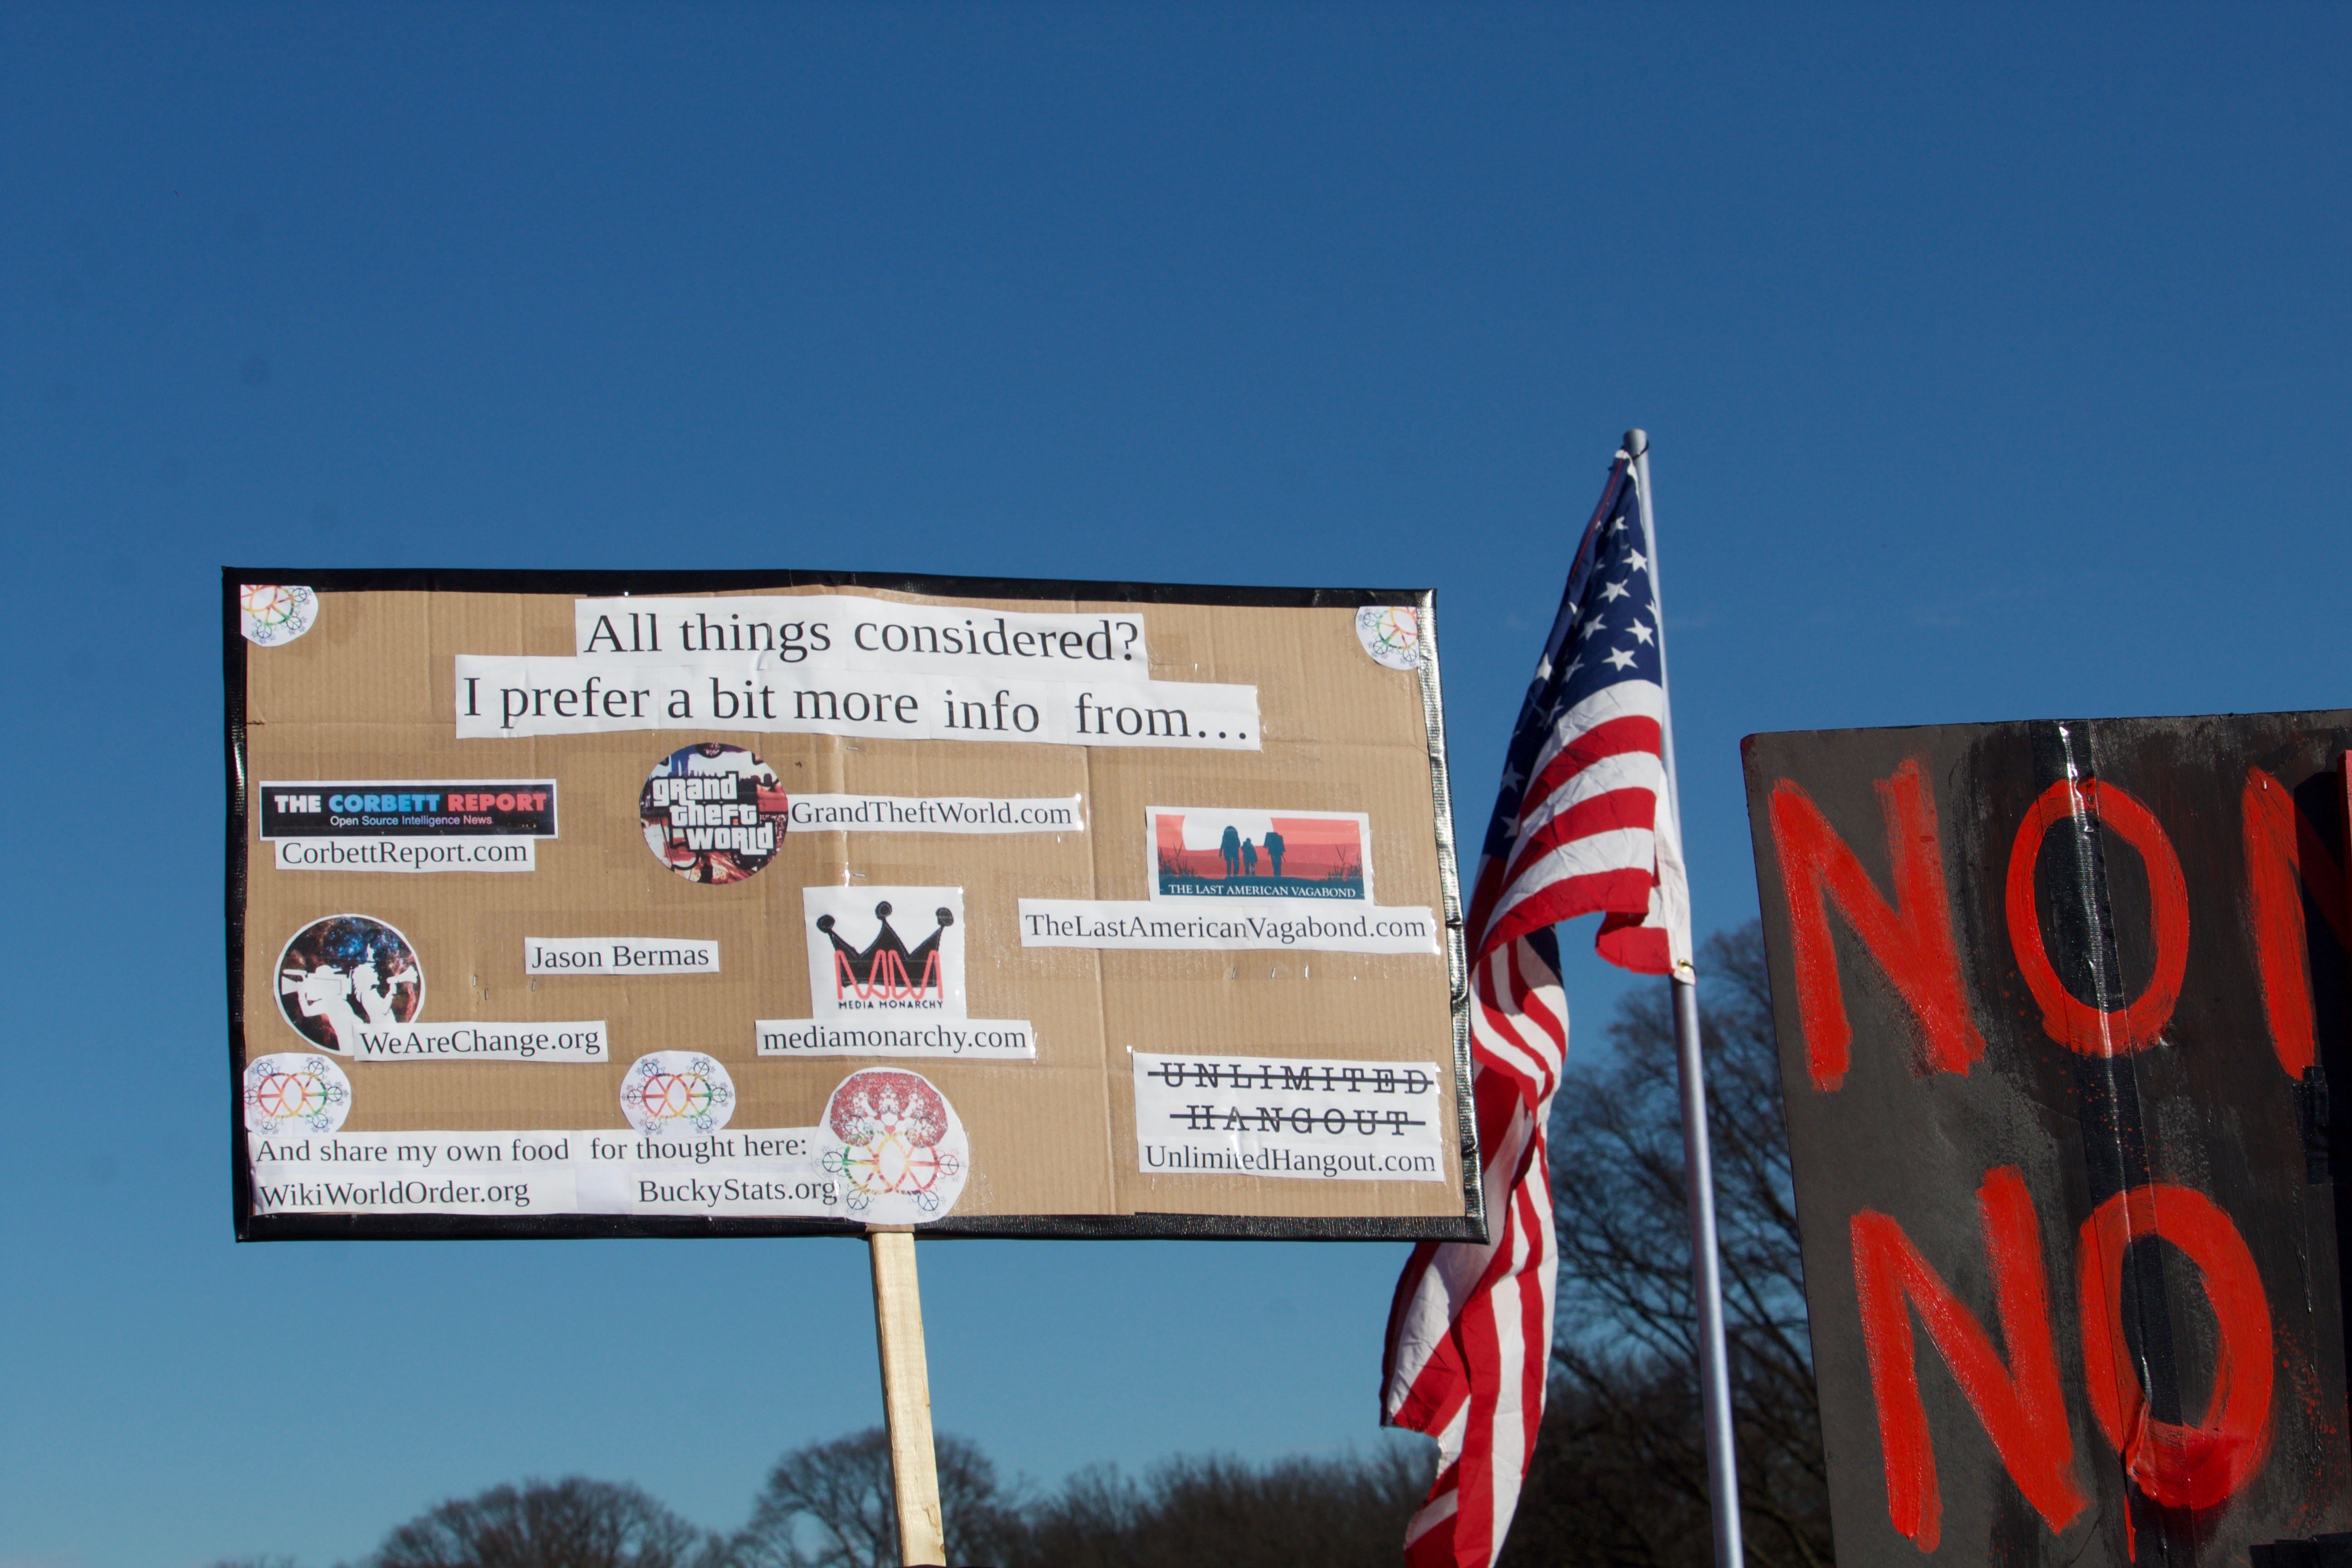 All things considered?
I prefer a bit more info from...
THE CORBETT REPORT
Open Source Intelligence News
CorbettReport.com
grand
theft
world
GrandTheftWorld.com
THE LAST AMERICAN VAGABOND
TheLastAmericanVagabond.com
WeAreChange.org
Jason Bermas
MEDIA MONARCHY
mediamonarchy.com
UNLIMITED
HANGOUT
UnlimitedHangout.com
And share my own food for thought here:
WikiWorldOrder.org BuckyStats.org
NO
NO